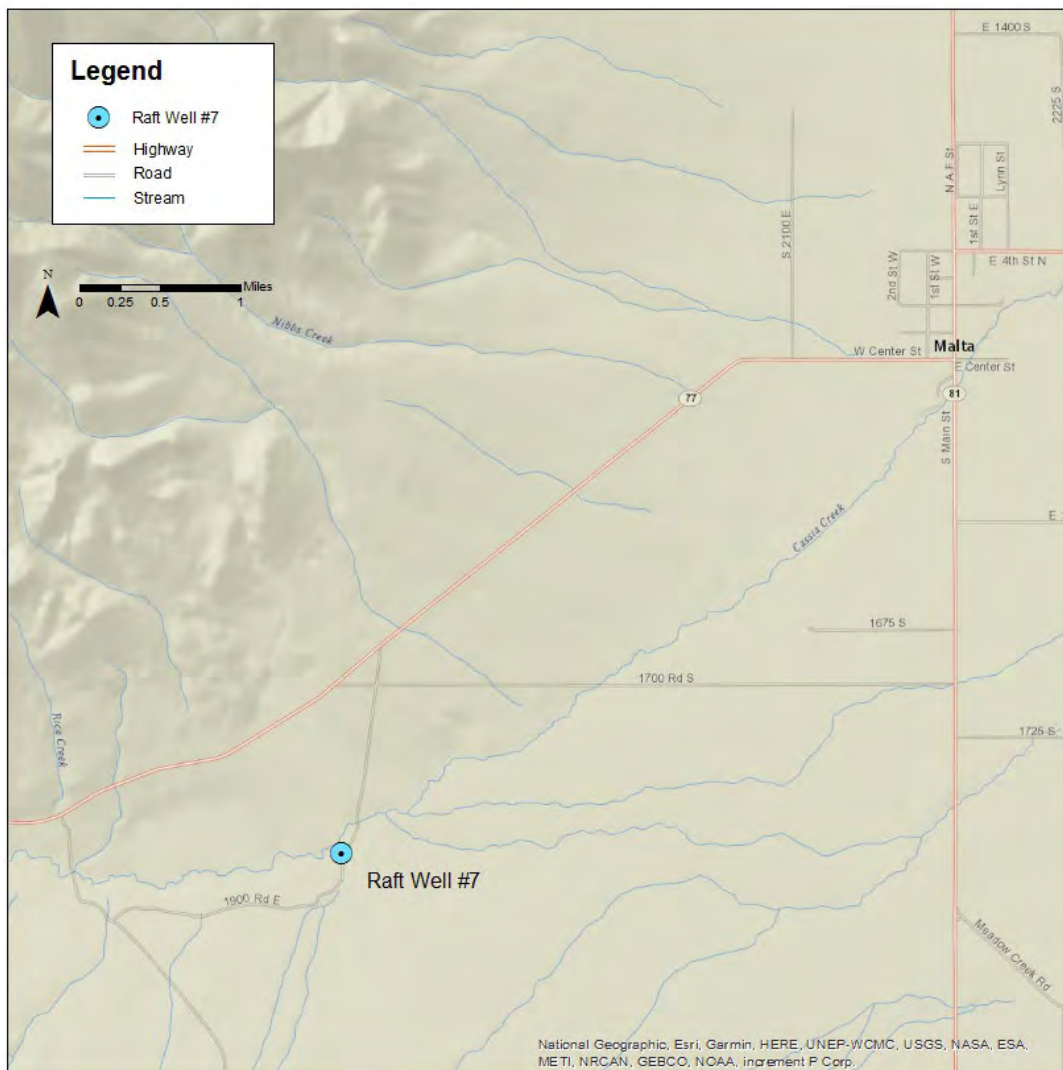 Legend
Raft Well #7
Highway
Road
Stream
N
Miles
0 0.25 0.5 1
E 1400 S
2225 S
N A F St
Lynn St
1st St E
S 2100 E
E 4th St N
2nd St W
1st St W
Nibbs Creek
W Center St
Malta
E Center St
77
81
S Main St
Cassia Creek
E
1675 S
1700 Rd S
Rice Creek
1725 S
Raft Well #7
1900 Rd E
Meadow Creek Rd
National Geographic, Esri, Garmin, HERE, UNEP-WCMC, USGS, NASA, ESA,
METI, NRCAN, GEBCO, NOAA, increment P Corp.